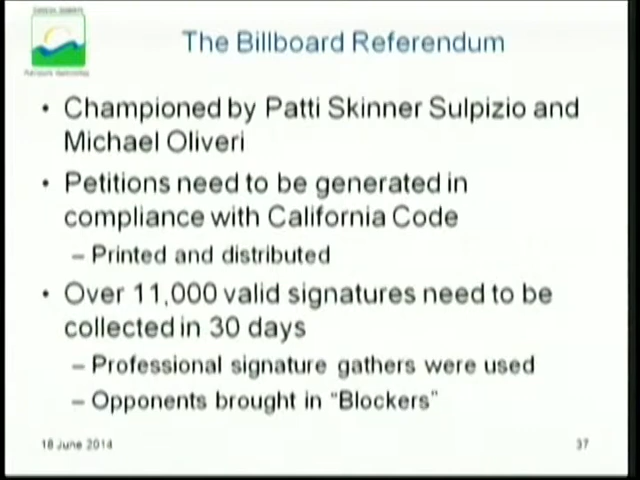 The Billboard Referendum
• Championed by Patti Skinner Sulpizio and
Michael Oliveri
• Petitions need to be generated in
compliance with California Code
– Printed and distributed
• Over 11,000 valid signatures need to be
collected in 30 days
– Professional signature gathers were used
– Opponents brought in “Blockers”
18 June 2014
37